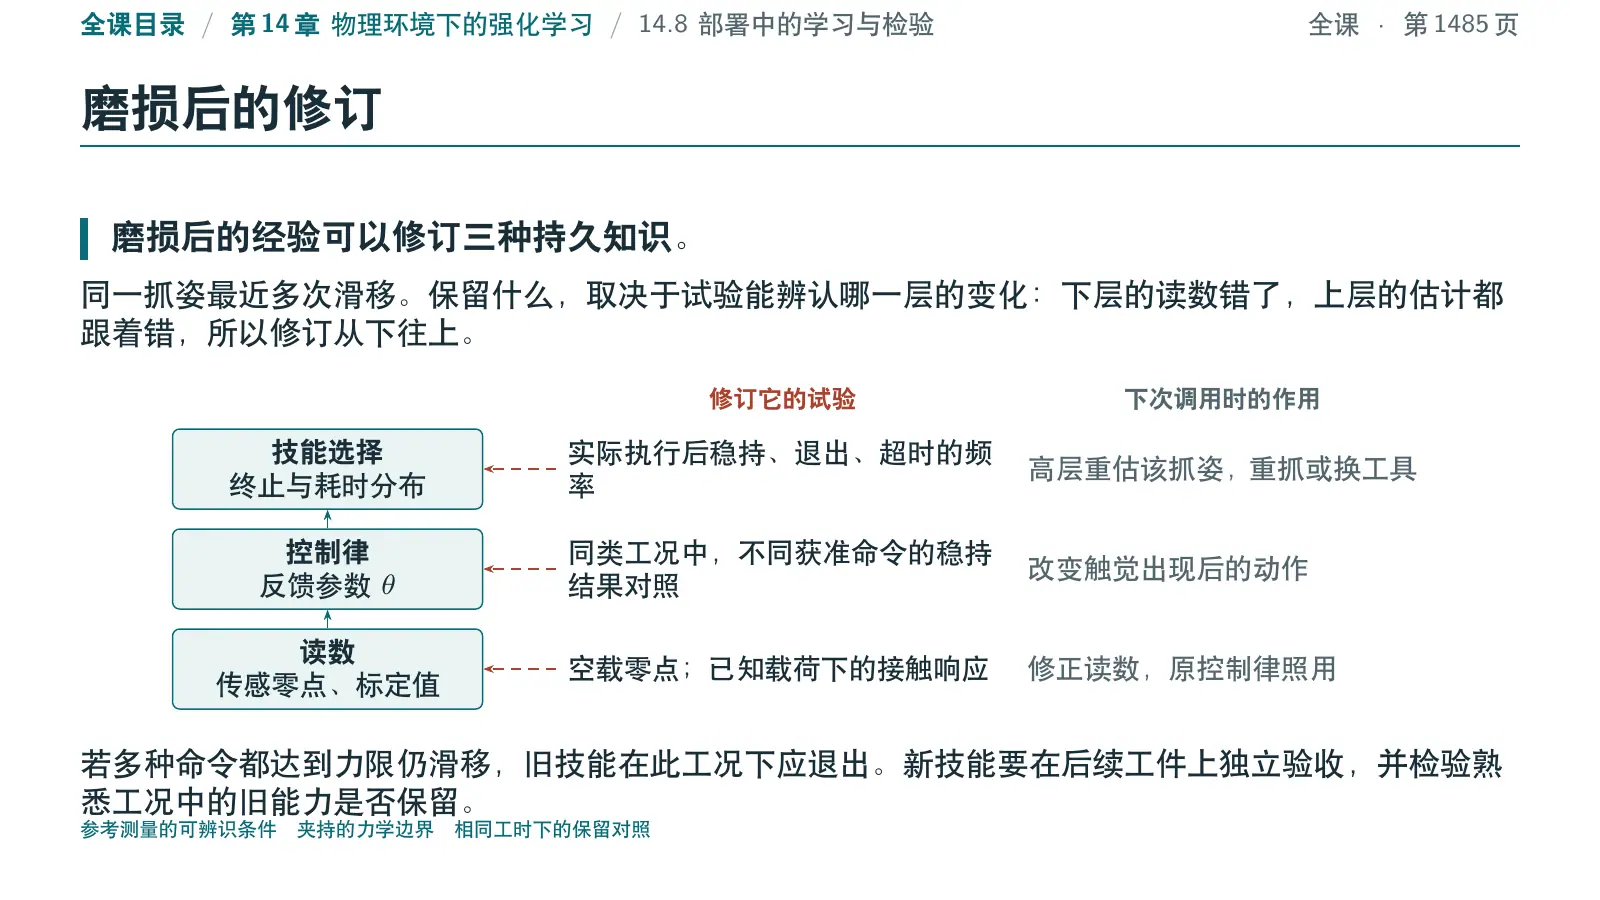 全课目录 / 第 14 章 物理环境下的强化学习 / 14.8 部署中的学习与检验
全课 · 第 1485 页
磨损后的修订
磨损后的经验可以修订三种持久知识。
同一抓姿最近多次滑移。保留什么，取决于试验能辨认哪一层的变化：下层的读数错了，上层的估计都
跟着错，所以修订从下往上。
修订它的试验
下次调用时的作用
技能选择
终止与耗时分布
实际执行后稳持、退出、超时的频
率
高层重估该抓姿，重抓或换工具
控制律
反馈参数 θ
同类工况中，不同获准命令的稳持
结果对照
改变触觉出现后的动作
读数
传感零点、标定值
空载零点；已知载荷下的接触响应
修正读数，原控制律照用
若多种命令都达到力限仍滑移，旧技能在此工况下应退出。新技能要在后续工件上独立验收，并检验熟
悉工况中的旧能力是否保留。
参考测量的可辨识条件 夹持的力学边界 相同工时下的保留对照